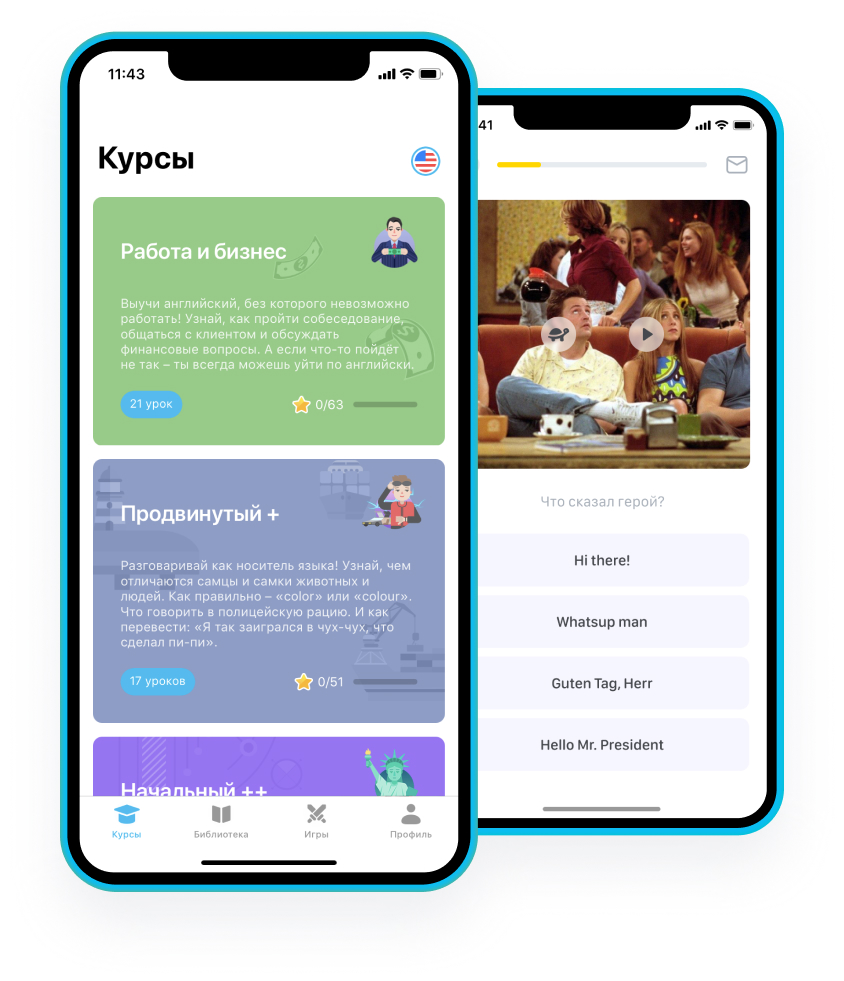 11:43
Курсы
Работа и бизнес
Выучи английский, без которого невозможно
работать! Узнай, как пройти собеседование,
общаться с клиентом и обсуждать
финансовые вопросы. А если что-то пойдёт
не так – ты всегда можешь уйти по английски.
21 урок
0/63
Продвинутый +
Разговаривай как носитель языка! Узнай, чем
отличаются самцы и самки животных и
людей. Как правильно – «color» или «colour».
Что говорить в полицейскую рацию. И как
перевести: «Я так заигрался в чух-чух, что
сделал пи-пи».
17 уроков
0/51
Начальный ++
Курсы
Библиотека
Игры
Профиль
41
Что сказал герой?
Hi there!
Whatsup man
Guten Tag, Herr
Hello Mr. President